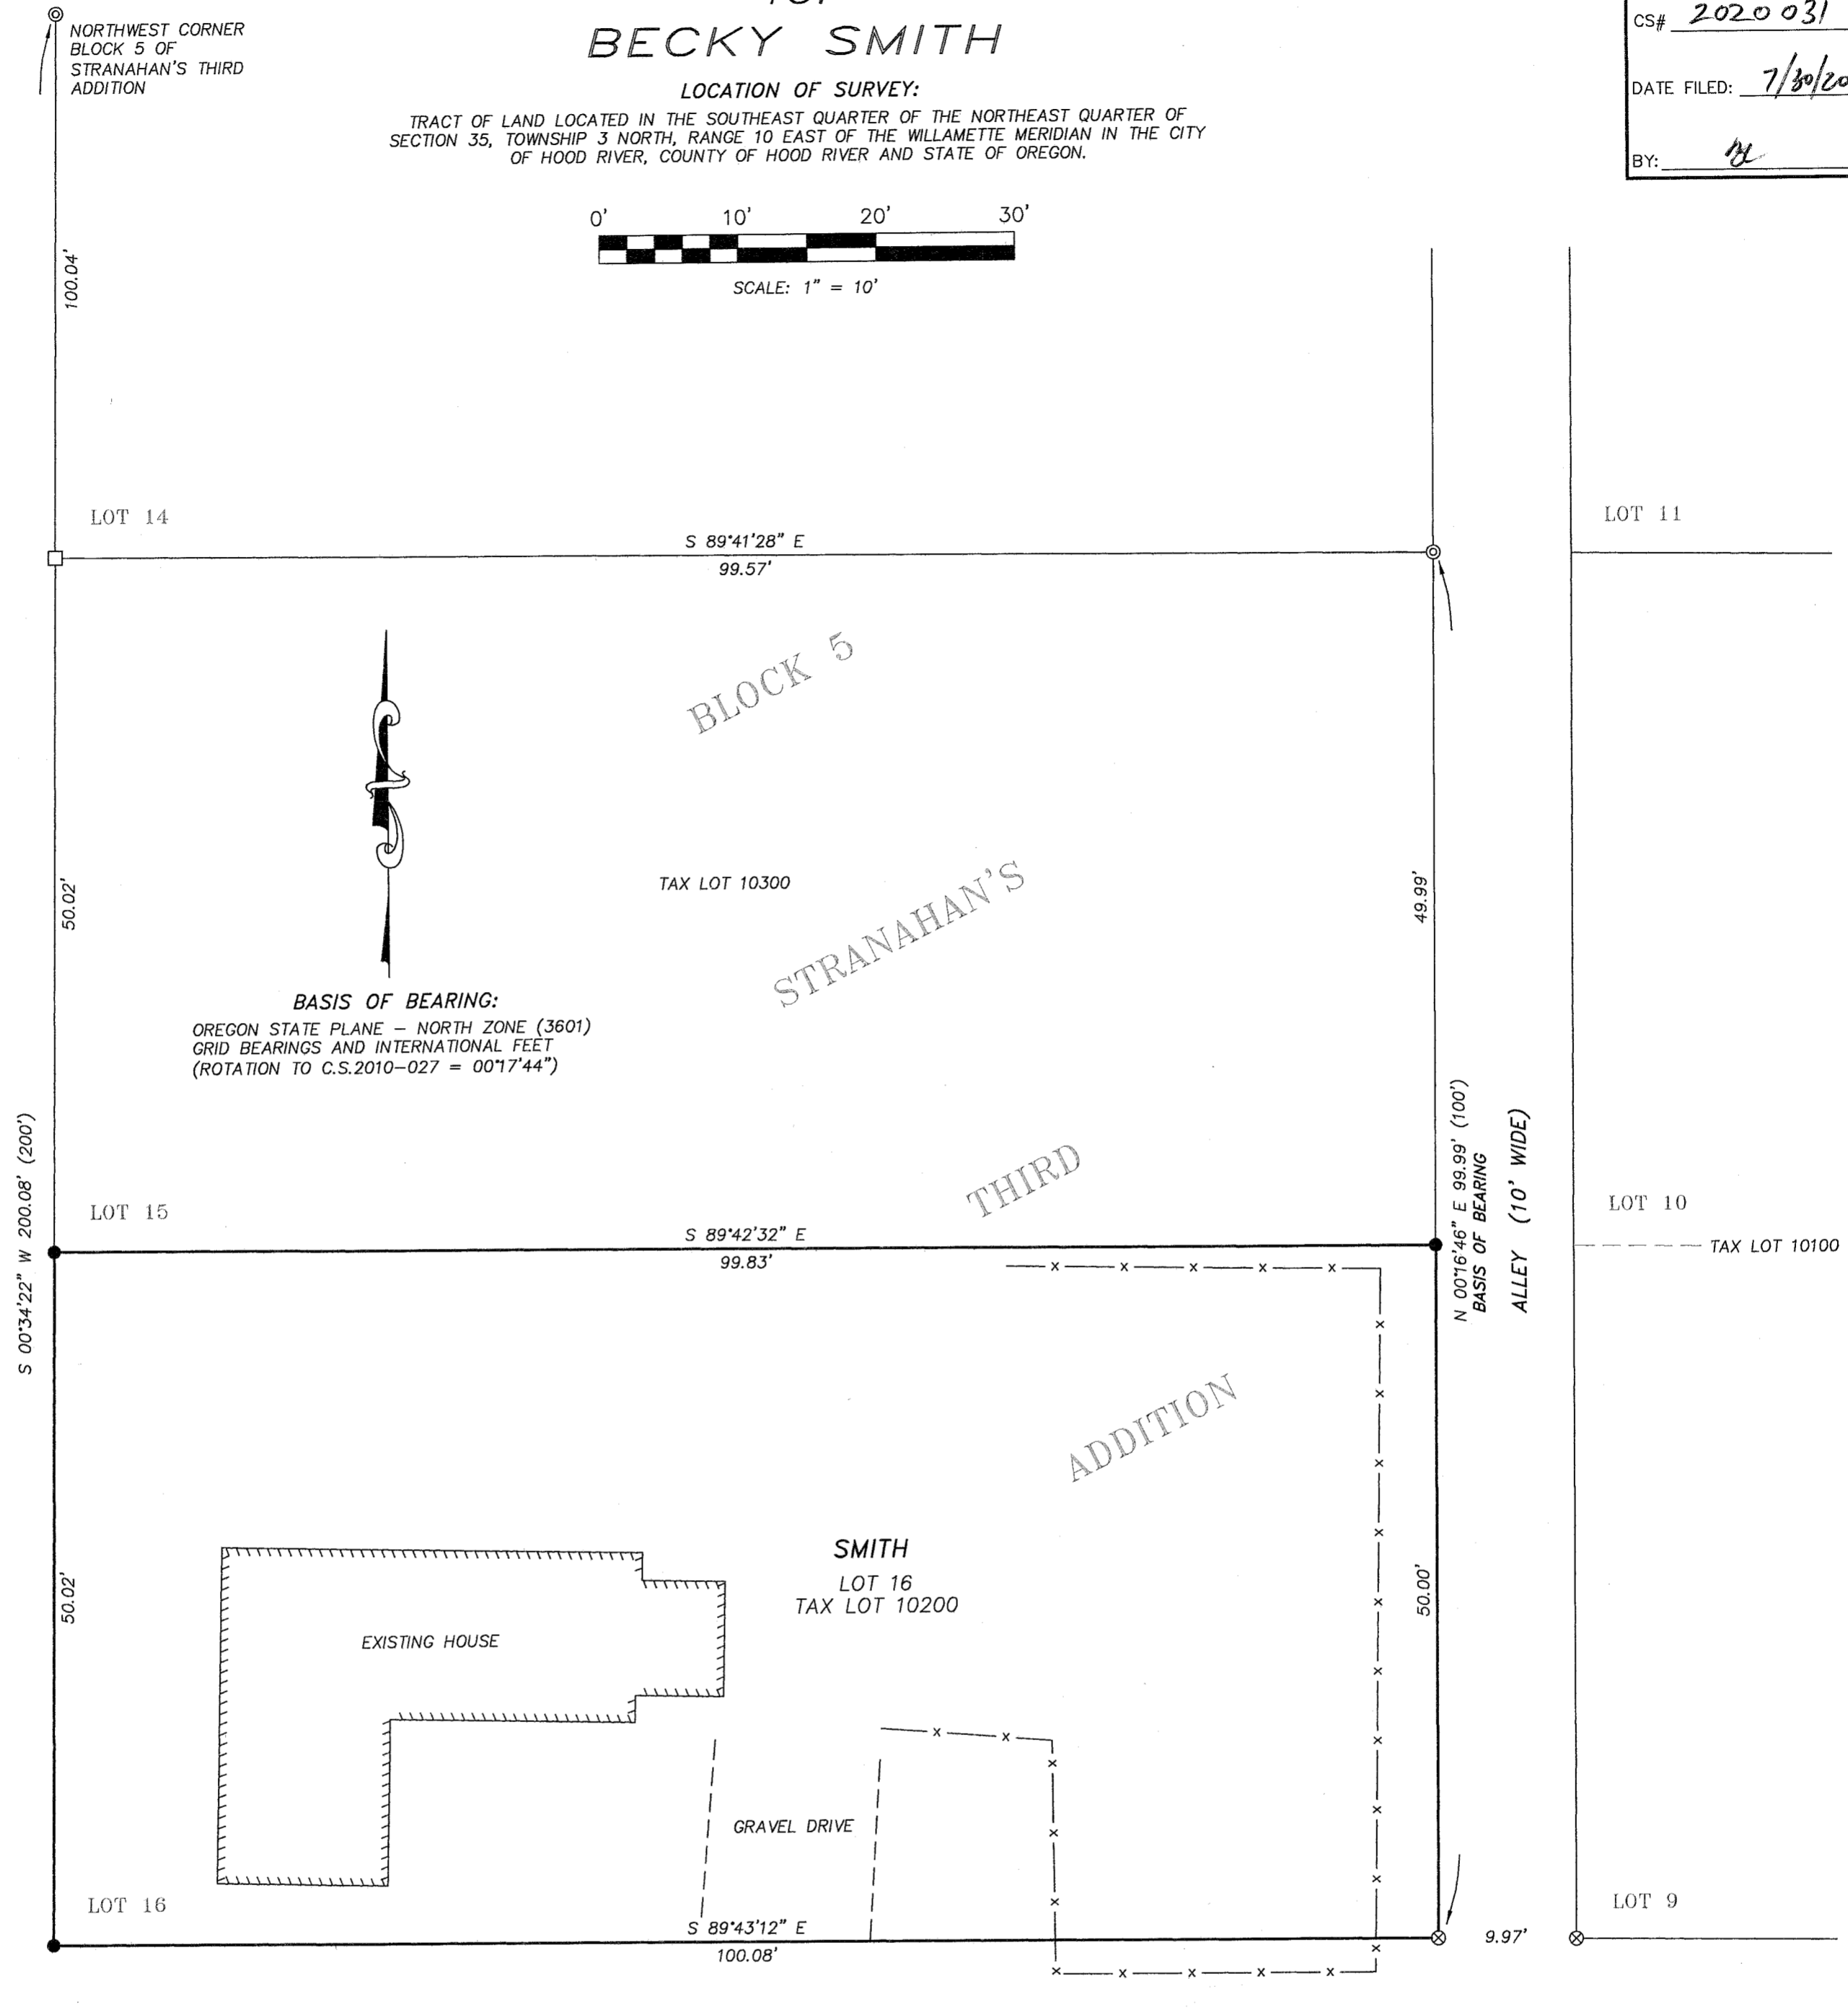 BECKY SMITH
LOCATION OF SURVEY:
TRACT OF LAND LOCATED IN THE SOUTHEAST QUARTER OF THE NORTHEAST QUARTER OF
SECTION 35, TOWNSHIP 3 NORTH, RANGE 10 EAST OF THE WILLAMETTE MERIDIAN IN THE CITY
OF HOOD RIVER, COUNTY OF HOOD RIVER AND STATE OF OREGON.
CS# 2020 031
DATE FILED: 7/30/20
BY:
NORTHWEST CORNER
BLOCK 5 OF
STRANAHAN'S THIRD
ADDITION
0' 10' 20' 30'
SCALE: 1" = 10'
100.04'
LOT 14
S 89°41'28" E
99.57'
LOT 11
BLOCK 5
STRANAHAN'S
THIRD
ADDITION
TAX LOT 10300
50.02'
49.99'
BASIS OF BEARING:
OREGON STATE PLANE – NORTH ZONE (3601)
GRID BEARINGS AND INTERNATIONAL FEET
(ROTATION TO C.S.2010–027 = 00°17'44")
S 00°34'22" W 200.08' (200')
N 00°16'46" E 99.99' (100')
BASIS OF BEARING
ALLEY (10' WIDE)
LOT 15
S 89°42'32" E
99.83'
LOT 10
TAX LOT 10100
SMITH
LOT 16
TAX LOT 10200
EXISTING HOUSE
50.02'
50.00'
GRAVEL DRIVE
LOT 16
S 89°43'12" E
100.08'
9.97'
LOT 9